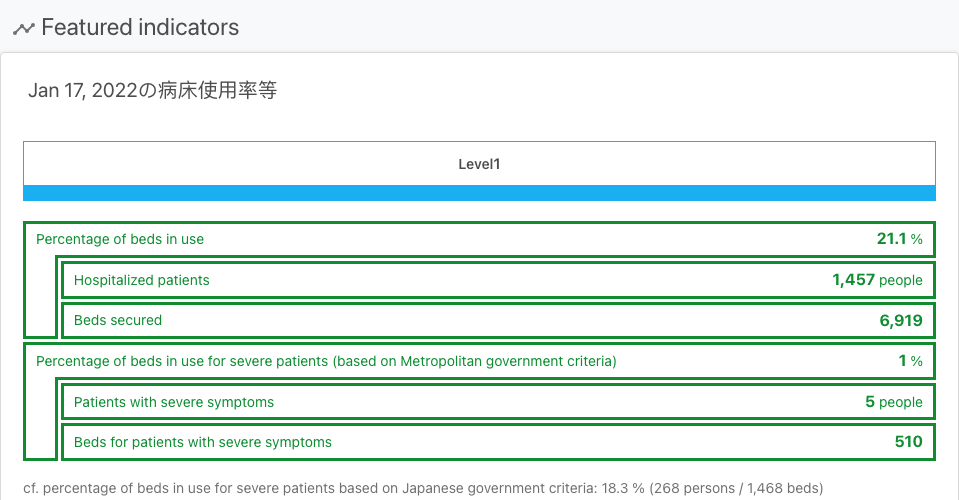 Featured indicators
Jan 17, 2022の病床使用率等
Level1
Percentage of beds in use 21.1 %
Hospitalized patients 1,457 people
Beds secured 6,919
Percentage of beds in use for severe patients (based on Metropolitan government criteria) 1 %
Patients with severe symptoms 5 people
Beds for patients with severe symptoms 510
cf. percentage of beds in use for severe patients based on Japanese government criteria: 18.3 % (268 persons / 1,468 beds)